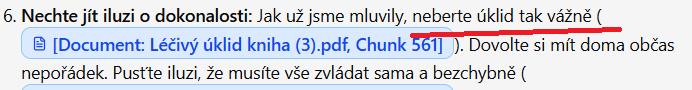 6. Nechte jít iluzi o dokonalosti: Jak už jsme mluvily, neberte úklid tak vážně (
[Document: Léčivý úklid kniha (3).pdf, Chunk 561] ). Dovolte si mít doma občas
nepořádek. Pusťte iluzi, že musíte vše zvládat sama a bezchybně (